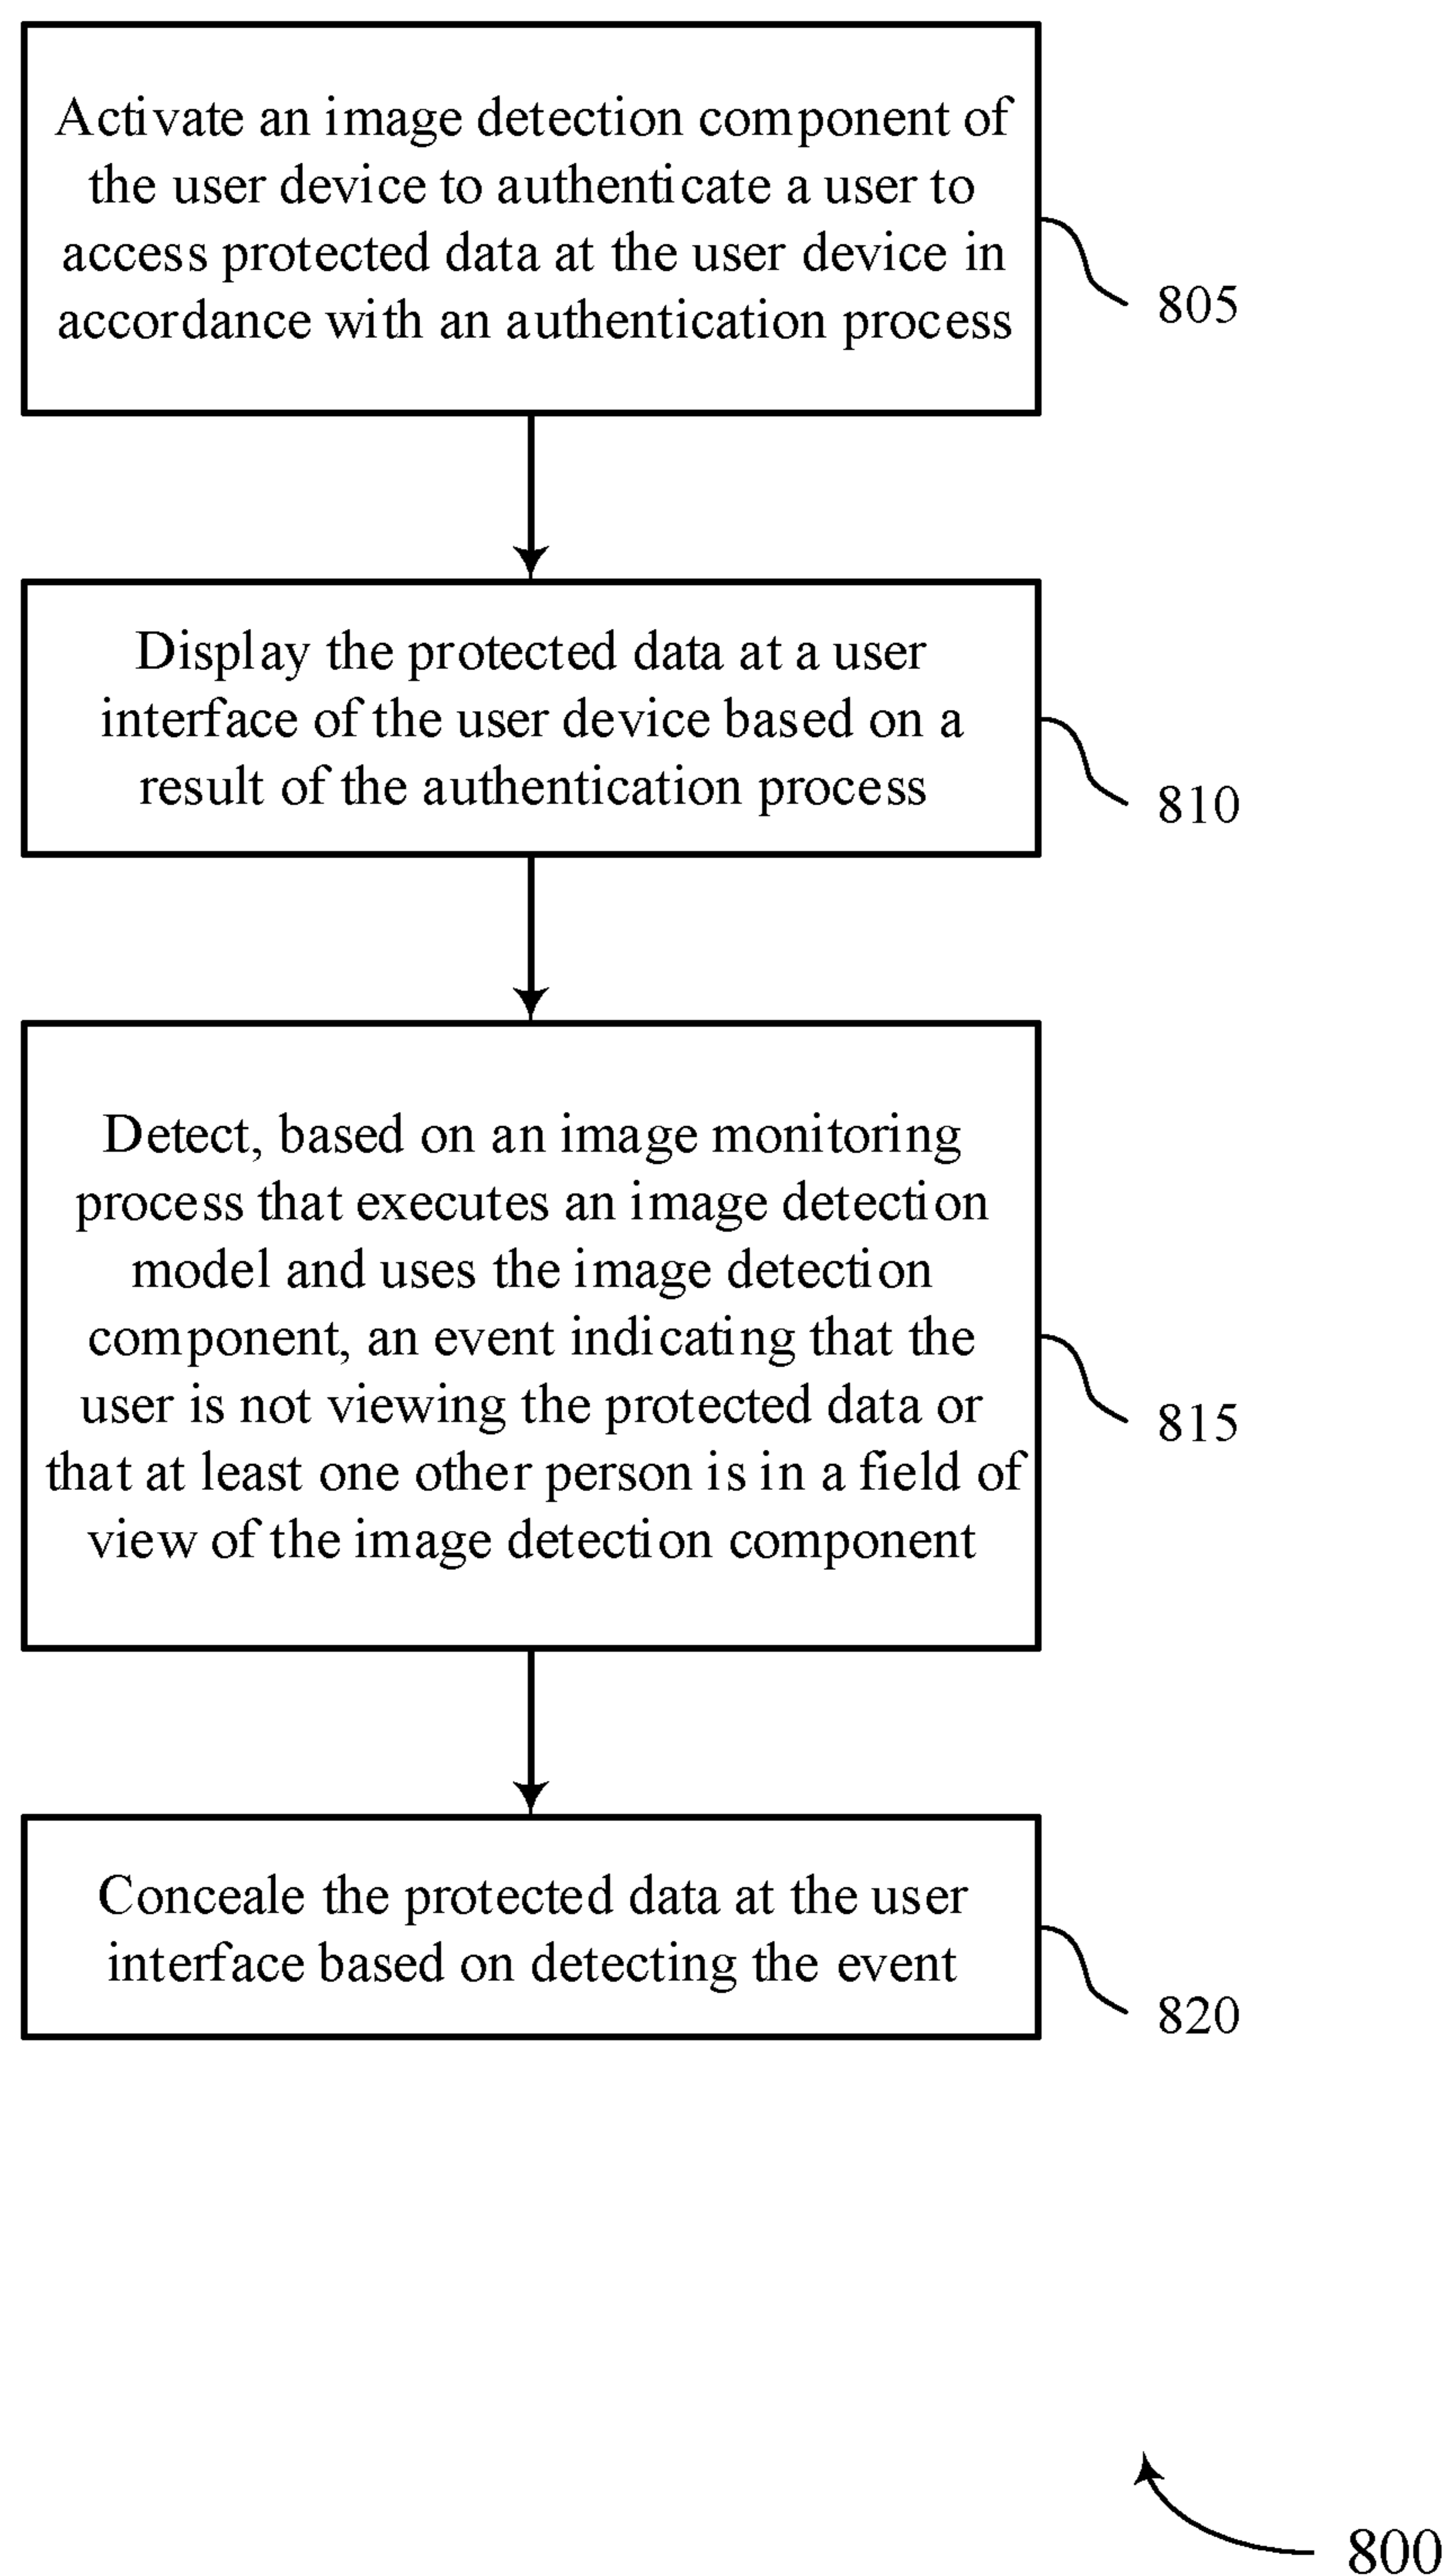 Activate an image detection component of
the user device to authenticate a user to
access protected data at the user device in
accordance with an authentication process
805
Display the protected data at a user
interface of the user device based on a
result of the authentication process
810
Detect, based on an image monitoring
process that executes an image detection
model and uses the image detection
component, an event indicating that the
user is not viewing the protected data or
that at least one other person is in a field of
view of the image detection component
815
Conceale the protected data at the user
interface based on detecting the event
820
800